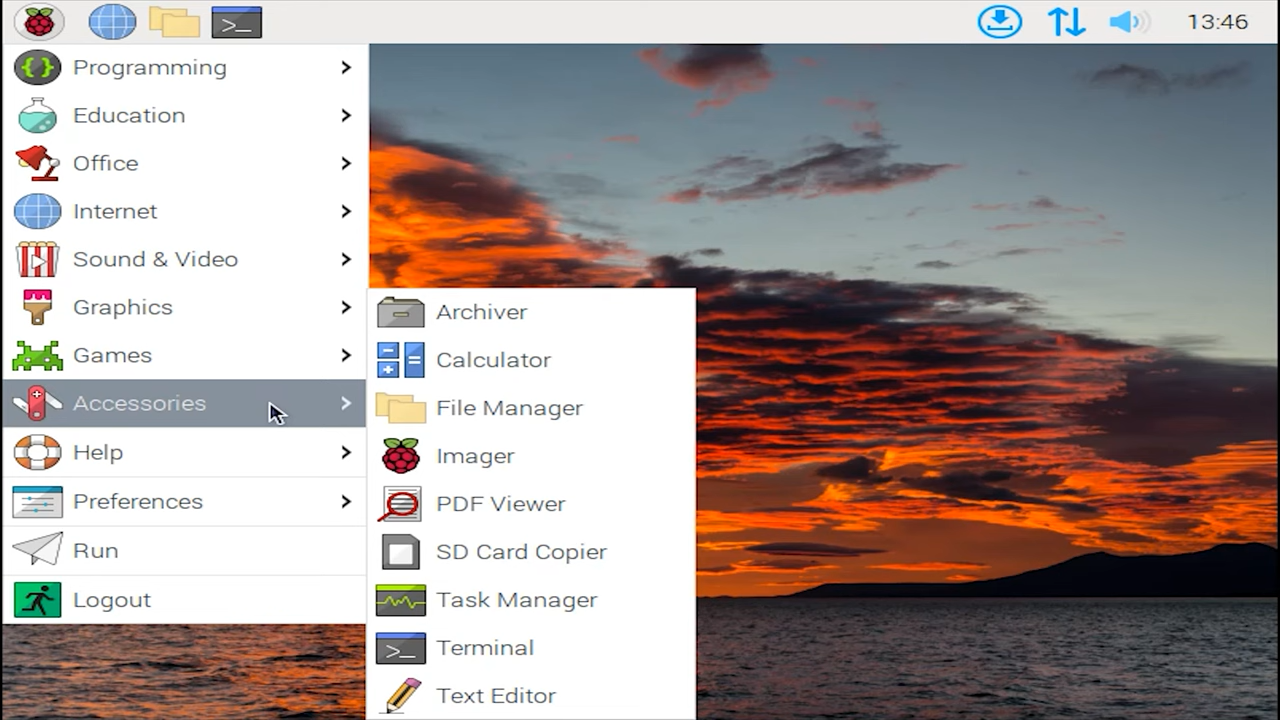 13:46
Programming
Education
Office
Internet
Sound & Video
Graphics
Games
Accessories
Help
Preferences
Run
Logout
Archiver
Calculator
File Manager
Imager
PDF Viewer
SD Card Copier
Task Manager
Terminal
Text Editor